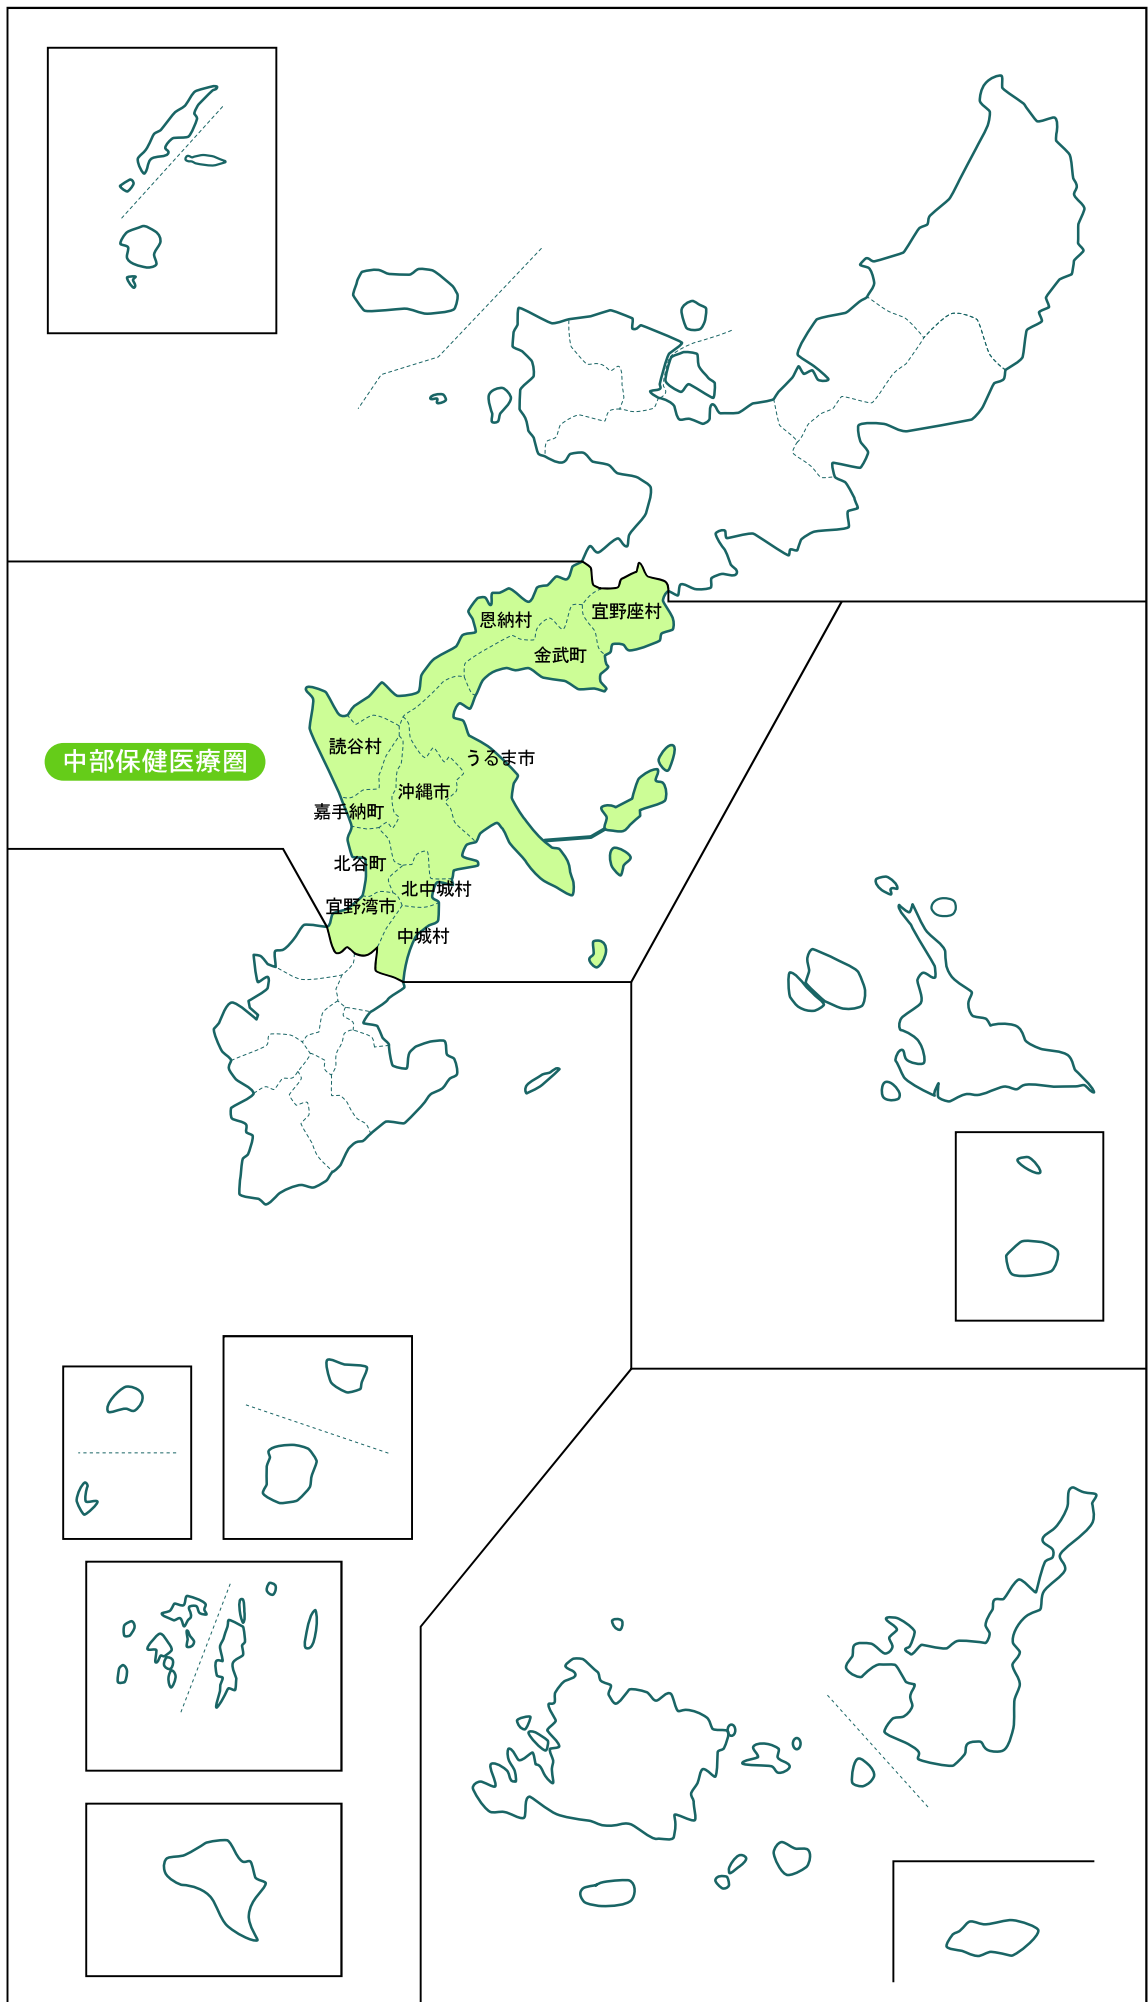 宜野座村
恩納村
金武町
読谷村
うるま市
中部保健医療圏
沖縄市
嘉手納町
北谷町
北中城村
宜野湾市
中城村